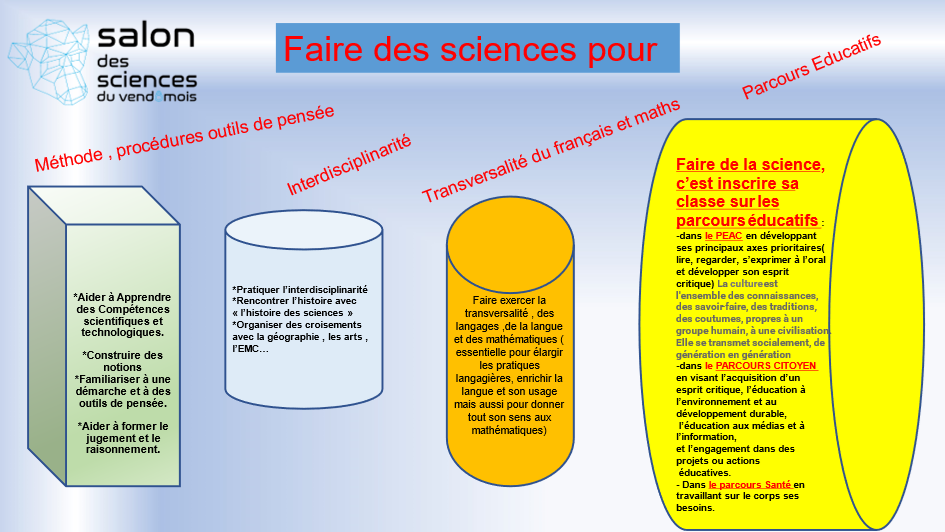 salon
des
sciences
du vendômois
Faire des sciences pour
Méthode , procédures outils de pensée
Interdisciplinarité
Transversalité du français et maths
Parcours Educatifs
*Aider à Apprendre
des Compétences
scientifiques et
technologiques.
*Construire des
notions
*Familiariser à une
démarche et à des
outils de pensée.
*Aider à former le
jugement et le
raisonnement.
*Pratiquer l’interdisciplinarité
*Rencontrer l’histoire avec
« l’histoire des sciences »
*Organiser des croisements
avec la géographie , les arts ,
l’EMC…
Faire exercer la
transversalité , des
langages ,de la langue
et des mathématiques (
essentielle pour élargir
les pratiques
langagières, enrichir la
langue et son usage
mais aussi pour donner
tout son sens aux
mathématiques)
Faire de la science,
c’est inscrire sa
classe sur les
parcours éducatifs :
-dans le PEAC en développant
ses principaux axes prioritaires(
lire, regarder, s’exprimer à l’oral
et développer son esprit
critique) La culture est
l’ensemble des connaissances,
des savoir-faire, des traditions,
des coutumes, propres à un
groupe humain, à une civilisation.
Elle se transmet socialement, de
génération en génération
-dans le PARCOURS CITOYEN
en visant l’acquisition d’un
esprit critique, l’éducation à
l’environnement et au
développement durable,
l’éducation aux médias et à
l’information,
et l’engagement dans des
projets ou actions
éducatives.
- Dans le parcours Santé en
travaillant sur le corps ses
besoins.